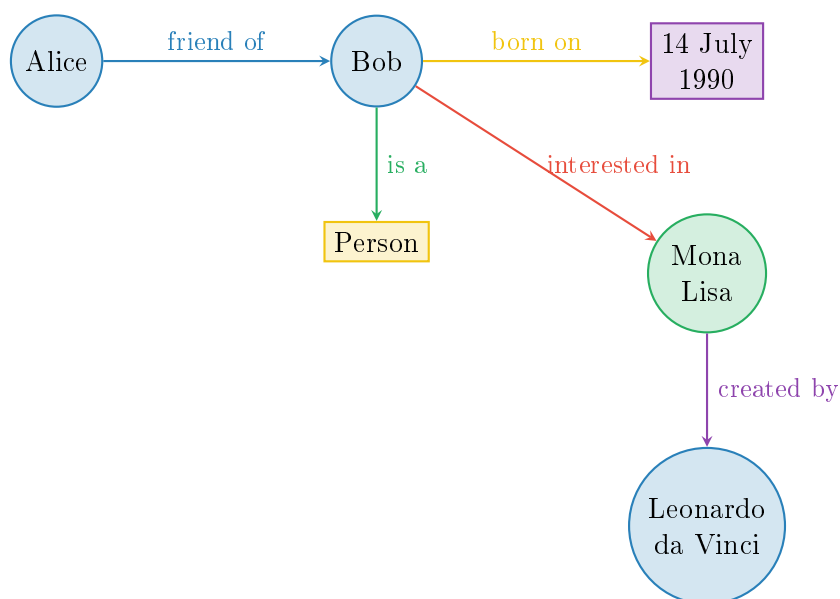 friend of
born on
Alice
Bob
14 July
1990
is a
interested in
Person
Mona
Lisa
created by
Leonardo
da Vinci